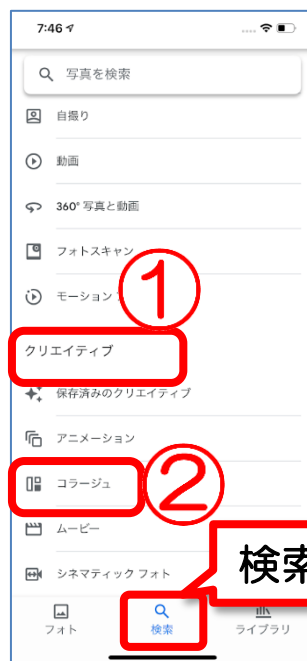 7:46
写真を検索
自撮り
動画
360° 写真と動画
フォトスキャン
①
モーション
クリエイティブ
保存済みのクリエイティブ
アニメーション
コラージュ
②
ムービー
シネマティック フォト
検索
フォト
検索
ライブラリ